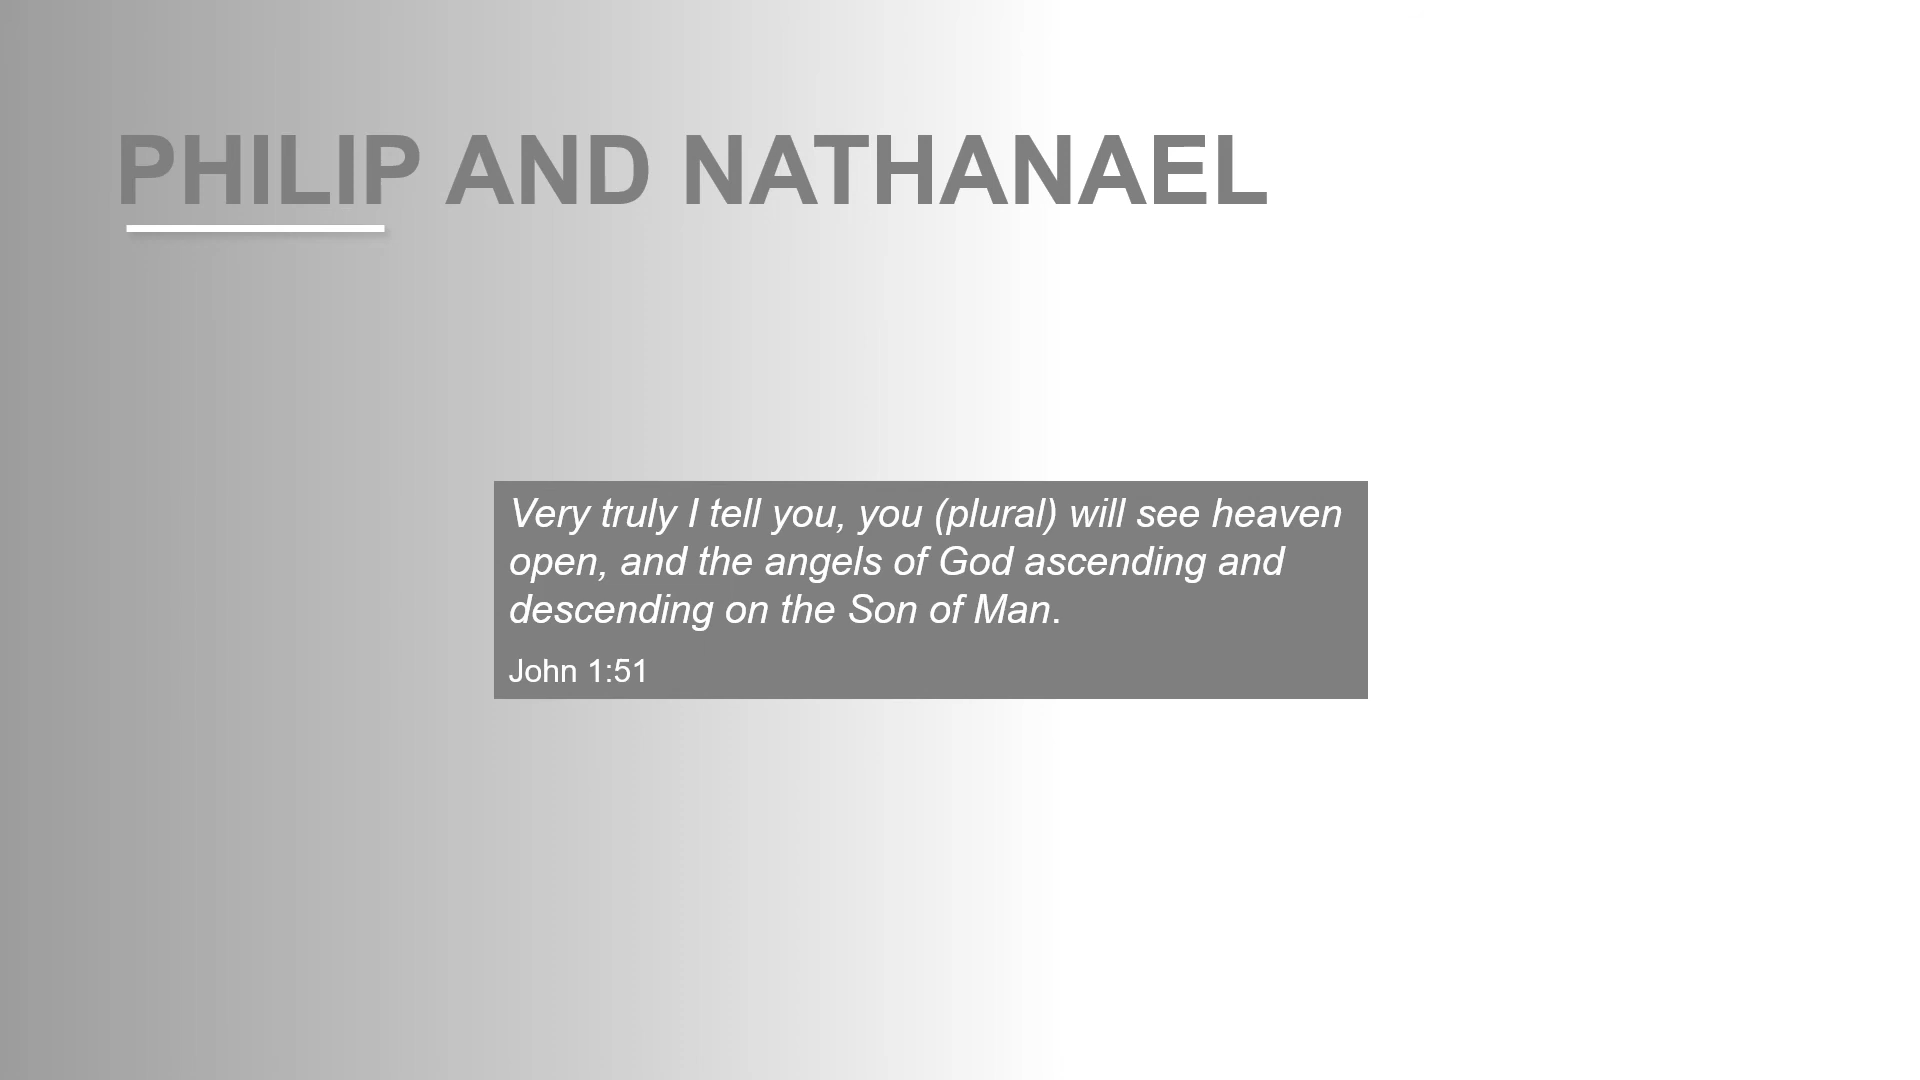 PHILIP AND NATHANAEL
Very truly I tell you, you (plural) will see heaven
open, and the angels of God ascending and
descending on the Son of Man.
John 1:51